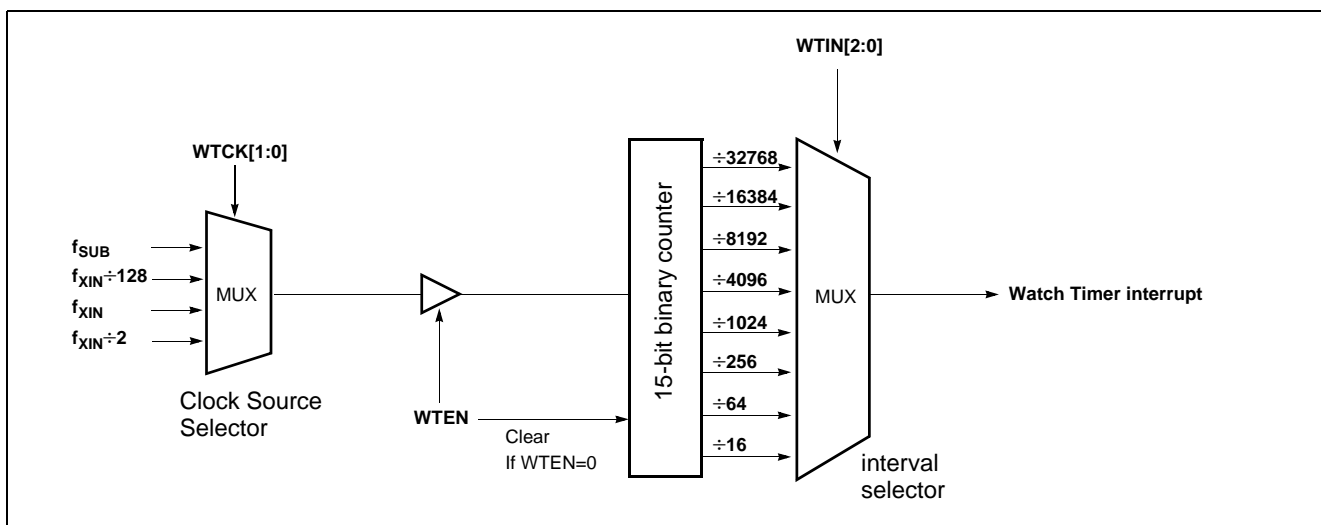 WTIN[2:0]
WTCK[1:0]
fSUB
fXIN÷128
fXIN
fXIN÷2
MUX
Clock Source
Selector
WTEN
Clear
If WTEN=0
15-bit binary counter
÷32768
÷16384
÷8192
÷4096
÷1024
÷256
÷64
÷16
MUX
interval
selector
Watch Timer interrupt